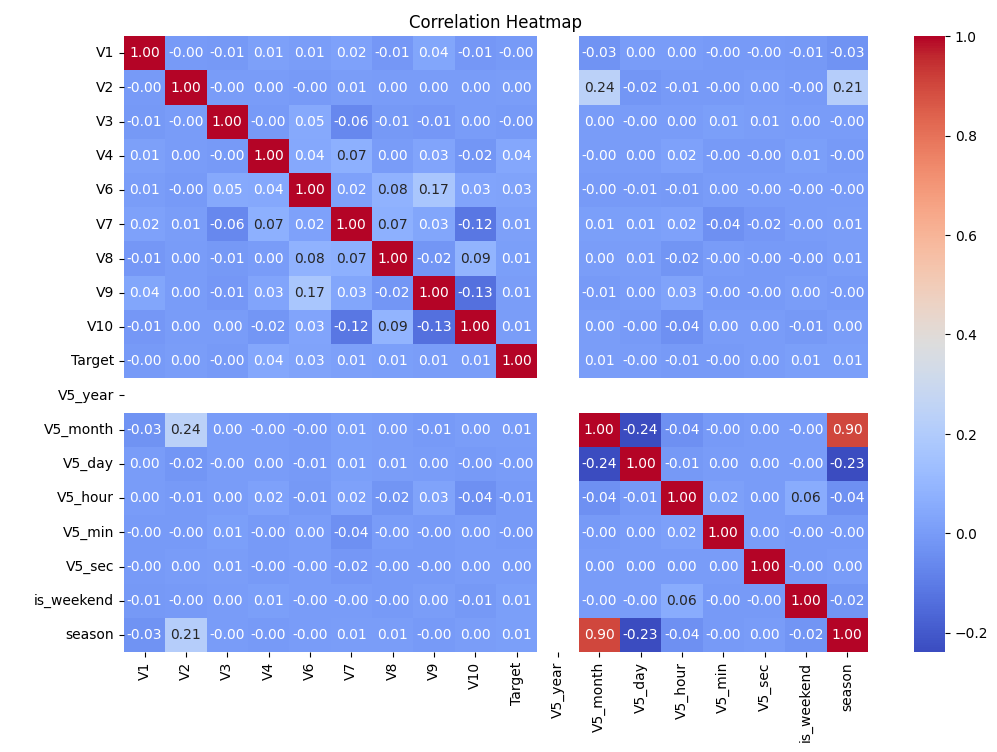 Correlation Heatmap
V1 1.00 -0.00 -0.01 0.01 0.01 0.02 -0.01 0.04 -0.01 -0.00 -0.03 0.00 0.00 -0.00 -0.00 -0.01 -0.03
V2 -0.00 1.00 -0.00 0.00 -0.00 0.01 0.00 0.00 0.00 0.00 0.24 -0.02 -0.01 -0.00 0.00 -0.00 0.21
V3 -0.01 -0.00 1.00 -0.00 0.05 -0.06 -0.01 -0.01 0.00 -0.00 0.00 -0.00 -0.00 0.01 0.01 0.00 -0.00
V4 0.01 0.00 -0.00 1.00 0.04 0.07 0.00 0.03 -0.02 0.04 -0.00 0.00 0.02 -0.00 -0.00 0.01 -0.00
V6 0.01 -0.00 0.05 0.04 1.00 0.02 0.08 0.17 0.03 0.03 -0.00 -0.01 -0.01 0.00 -0.00 -0.00 -0.00
V7 0.02 0.01 -0.06 0.07 0.02 1.00 0.07 0.03 -0.12 0.01 0.01 0.01 0.02 -0.04 -0.02 -0.00 0.01
V8 -0.01 0.00 -0.01 0.00 0.08 0.07 1.00 -0.02 0.09 0.01 0.00 0.01 -0.02 -0.00 -0.00 -0.00 0.01
V9 0.04 0.00 -0.01 0.03 0.17 0.03 -0.02 1.00 -0.13 0.01 -0.01 0.00 0.03 -0.00 -0.00 0.00 -0.00
V10 -0.01 0.00 0.00 -0.02 0.03 -0.12 0.09 -0.13 1.00 0.01 0.00 -0.00 -0.04 0.00 0.00 -0.01 0.00
Target -0.00 0.00 -0.00 0.04 0.03 0.01 0.01 0.01 0.01 1.00 0.01 -0.00 -0.01 -0.00 0.00 0.01 0.01
V5_year
V5_month -0.03 0.24 0.00 -0.00 -0.00 0.01 0.00 -0.01 0.00 0.01 1.00 -0.24 -0.04 -0.00 0.00 -0.00 0.90
V5_day 0.00 -0.02 -0.00 0.00 -0.01 0.01 0.01 0.00 -0.00 -0.00 -0.24 1.00 -0.01 0.00 0.00 -0.00 -0.23
V5_hour 0.00 -0.01 -0.00 0.02 -0.01 0.02 -0.02 0.03 -0.04 -0.01 -0.04 -0.01 1.00 0.02 0.00 0.06 -0.04
V5_min -0.00 -0.00 0.01 -0.00 0.00 -0.04 -0.00 -0.00 0.00 -0.00 -0.00 0.00 0.02 1.00 0.00 -0.00 -0.00
V5_sec -0.00 0.00 0.01 -0.00 -0.00 -0.02 -0.00 -0.00 0.00 0.00 0.00 0.00 0.00 0.00 1.00 -0.00 0.00
is_weekend -0.01 -0.00 0.00 0.01 -0.00 -0.00 -0.00 0.00 -0.01 0.01 -0.00 -0.00 0.06 -0.00 -0.00 1.00 -0.02
season -0.03 0.21 -0.00 -0.00 -0.00 0.01 0.01 -0.00 0.00 0.01 0.90 -0.23 -0.04 -0.00 0.00 -0.02 1.00
V1 V2 V3 V4 V6 V7 V8 V9 V10 Target V5_year V5_month V5_day V5_hour V5_min V5_sec is_weekend season
1.0
0.8
0.6
0.4
0.2
0.0
−0.2